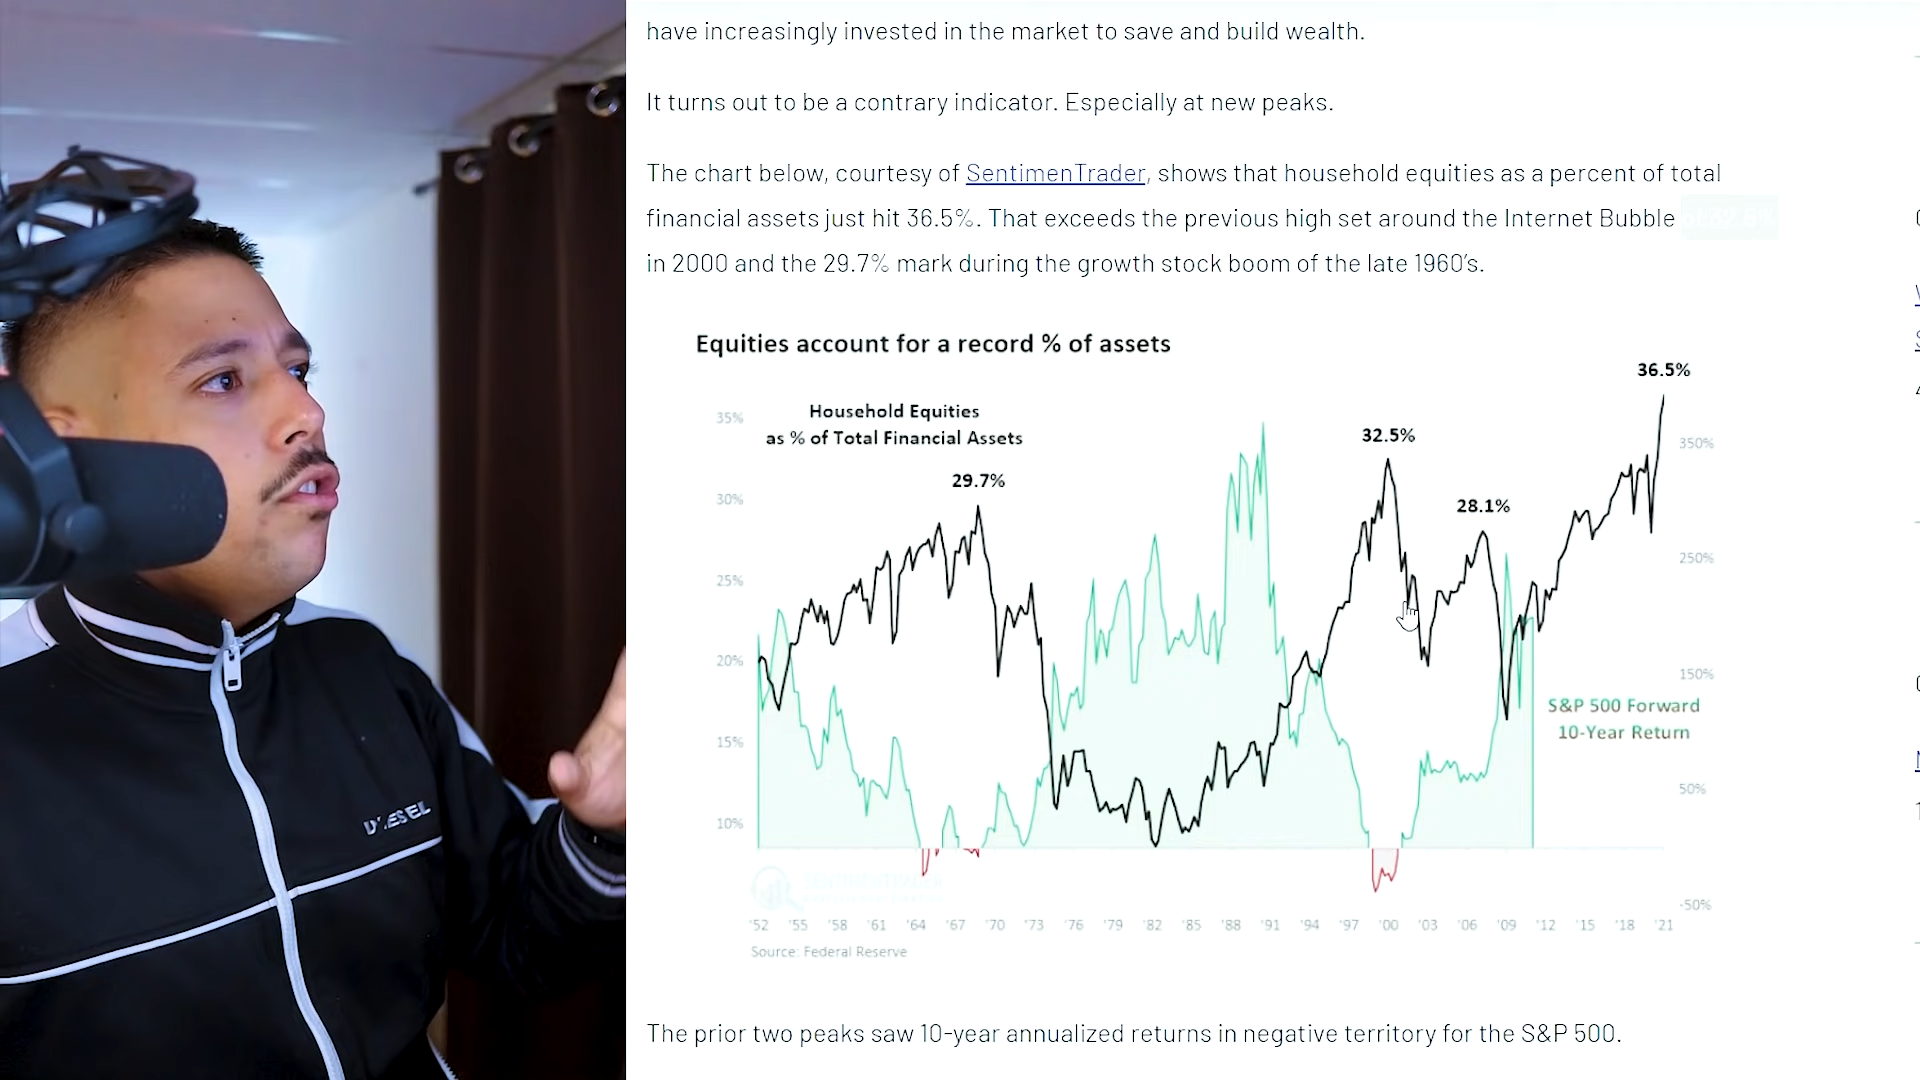 have increasingly invested in the market to save and build wealth.
It turns out to be a contrary indicator. Especially at new peaks.
The chart below, courtesy of SentimenTrader, shows that household equities as a percent of total
financial assets just hit 36.5%. That exceeds the previous high set around the Internet Bubble of 32.5%
in 2000 and the 29.7% mark during the growth stock boom of the late 1960's.
Equities account for a record % of assets
36.5%
Household Equities
as % of Total Financial Assets
35%
32.5%
350%
29.7%
30%
28.1%
25%
250%
20%
150%
S&P 500 Forward
10-Year Return
15%
50%
10%
SENTIMENTRADER
-50%
'52 '55 '58 '61 '64 '67 '70 '73 '76 '79 '82 '85 '88 '91 '94 '97 '00 '03 '06 '09 '12 '15 '18 '21
Source: Federal Reserve
The prior two peaks saw 10-year annualized returns in negative territory for the S&P 500.
DIESEL